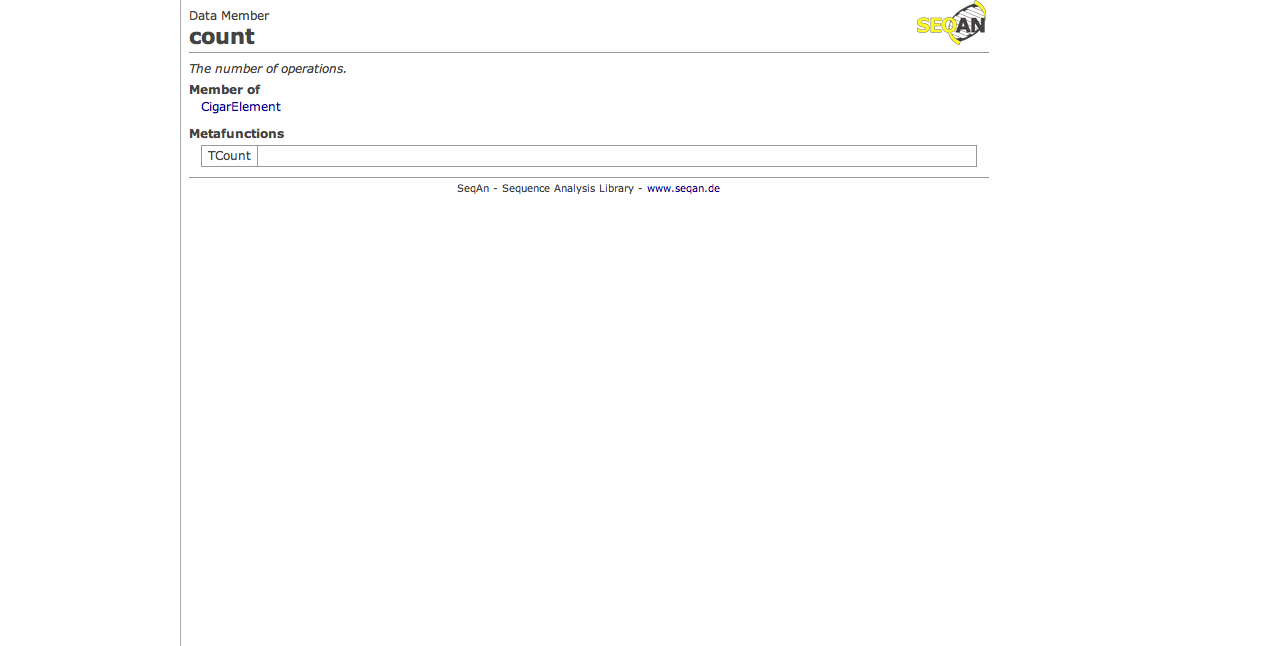 Data Member
count
SEQAN
The number of operations.
Member of
CigarElement
Metafunctions
TCount
SeqAn - Sequence Analysis Library - www.seqan.de